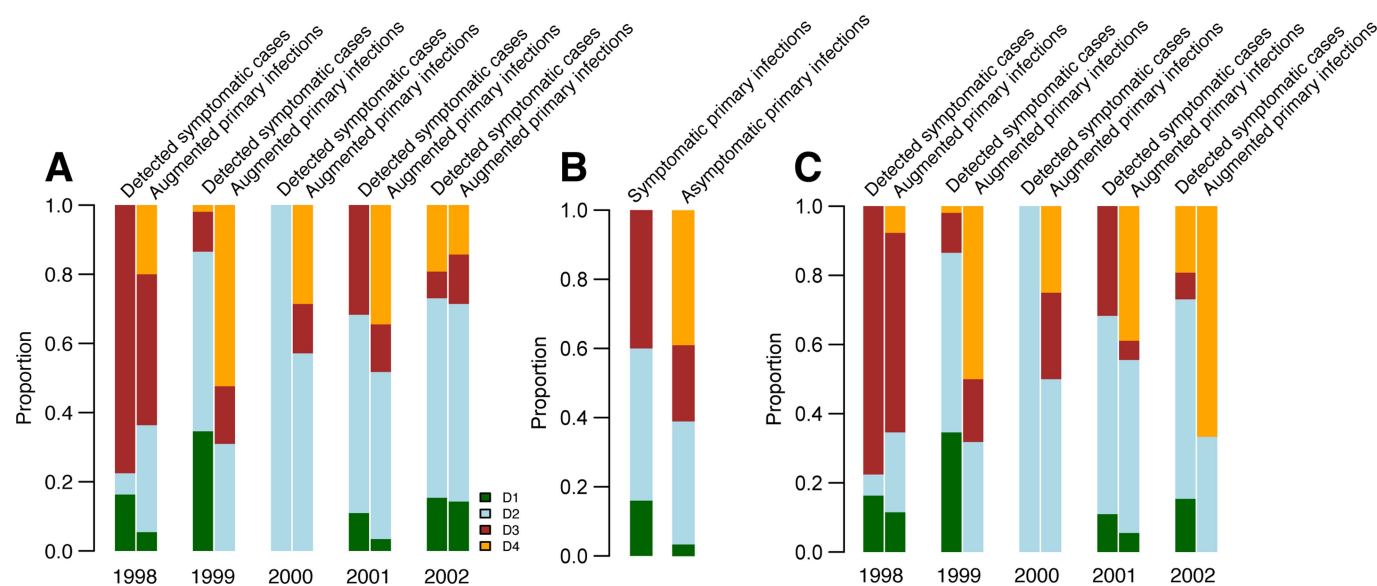 A
Detected symptomatic cases
Augmented primary infections
Detected symptomatic cases
Augmented primary infections
Detected symptomatic cases
Augmented primary infections
Detected symptomatic cases
Augmented primary infections
Detected symptomatic cases
Augmented primary infections
Proportion
1.0
0.8
0.6
0.4
0.2
0.0
D1
D2
D3
D4
1998 1999 2000 2001 2002
B
Symptomatic primary infections
Asymptomatic primary infections
Proportion
1.0
0.8
0.6
0.4
0.2
0.0
C
Detected symptomatic cases
Augmented primary infections
Detected symptomatic cases
Augmented primary infections
Detected symptomatic cases
Augmented primary infections
Detected symptomatic cases
Augmented primary infections
Detected symptomatic cases
Augmented primary infections
Proportion
1.0
0.8
0.6
0.4
0.2
0.0
1998 1999 2000 2001 2002